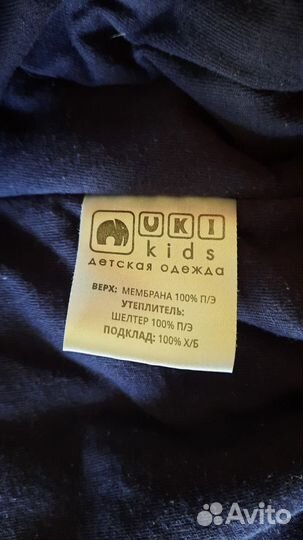 UKI
kids
детская одежда
ВЕРХ: МЕМБРАНА 100% П/Э
УТЕПЛИТЕЛЬ:
ШЕЛТЕР 100% П/Э
ПОДКЛАД: 100% Х/Б
Avito